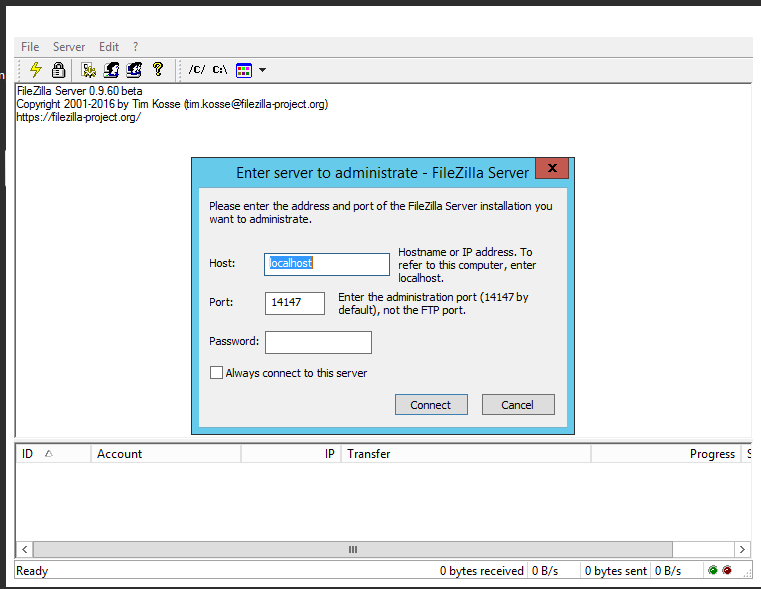 File Server Edit ?
n
/C/ C:\
FileZilla Server 0.9.60 beta
Copyright 2001-2016 by Tim Kosse (tim.kosse@filezilla-project.org)
https://filezilla-project.org/
Enter server to administrate - FileZilla Server
Please enter the address and port of the FileZilla Server installation you
want to administrate.
Host:
localhost
Hostname or IP address. To
refer to this computer, enter
localhost.
Port:
14147
Enter the administration port (14147 by
default), not the FTP port.
Password:
Always connect to this server
Connect Cancel
ID Account IP Transfer Progress S
Ready 0 bytes received 0 B/s 0 bytes sent 0 B/s